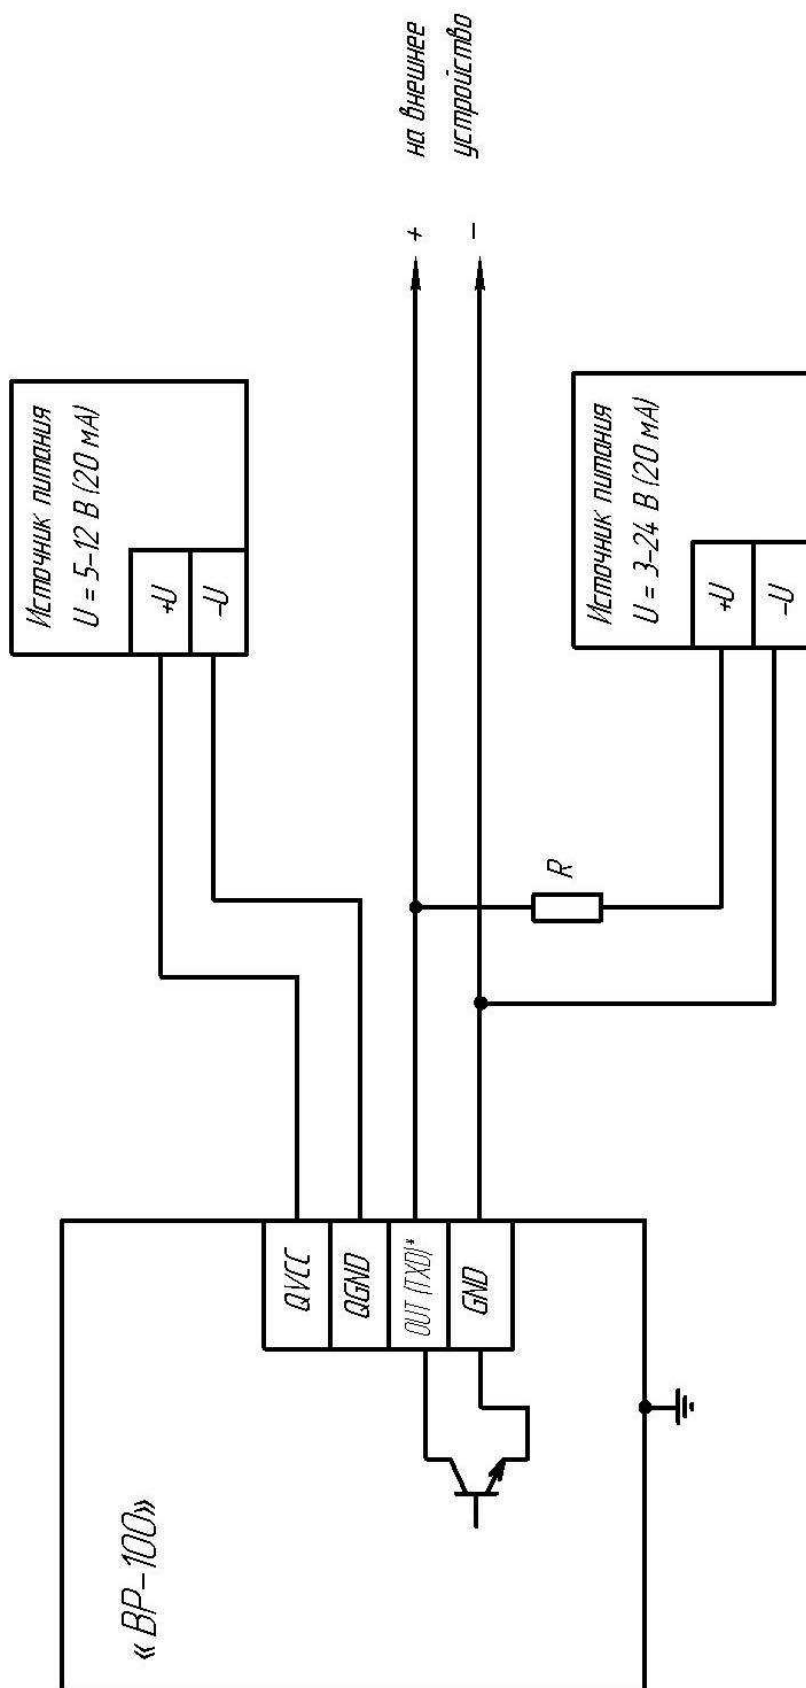 «ВР-100»
QVCC
QGND
OUT (TXD)*
GND
Источник питания
U = 5-12 В (20 мА)
+U
-U
+
на внешнее
-
устройство
R
Источник питания
U = 3-24 В (20 мА)
+U
-U